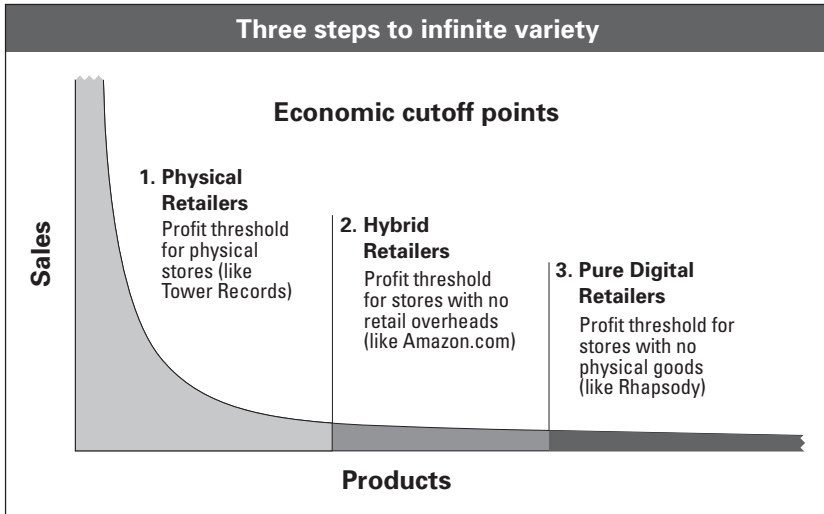 Three steps to infinite variety
Economic cutoff points
1. Physical
Retailers
Profit threshold
for physical
stores (like
Tower Records)
2. Hybrid
Retailers
Profit threshold
for stores with no
retail overheads
(like Amazon.com)
3. Pure Digital
Retailers
Profit threshold for
stores with no
physical goods
(like Rhapsody)
Sales
Products